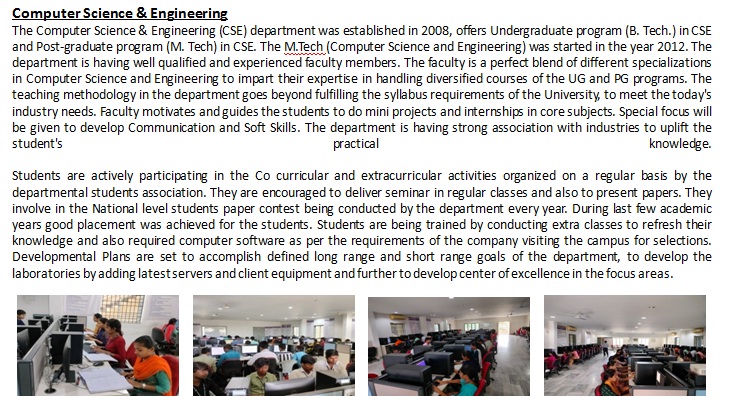 Computer Science & Engineering
The Computer Science & Engineering (CSE) department was established in 2008, offers Undergraduate program (B. Tech.) in CSE
and Post-graduate program (M. Tech) in CSE. The M.Tech (Computer Science and Engineering) was started in the year 2012. The
department is having well qualified and experienced faculty members. The faculty is a perfect blend of different specializations
in Computer Science and Engineering to impart their expertise in handling diversified courses of the UG and PG programs. The
teaching methodology in the department goes beyond fulfilling the syllabus requirements of the University, to meet the today's
industry needs. Faculty motivates and guides the students to do mini projects and internships in core subjects. Special focus will
be given to develop Communication and Soft Skills. The department is having strong association with industries to uplift the
student's practical knowledge.
Students are actively participating in the Co curricular and extracurricular activities organized on a regular basis by the
departmental students association. They are encouraged to deliver seminar in regular classes and also to present papers. They
involve in the National level students paper contest being conducted by the department every year. During last few academic
years good placement was achieved for the students. Students are being trained by conducting extra classes to refresh their
knowledge and also required computer software as per the requirements of the company visiting the campus for selections.
Developmental Plans are set to accomplish defined long range and short range goals of the department, to develop the
laboratories by adding latest servers and client equipment and further to develop center of excellence in the focus areas.